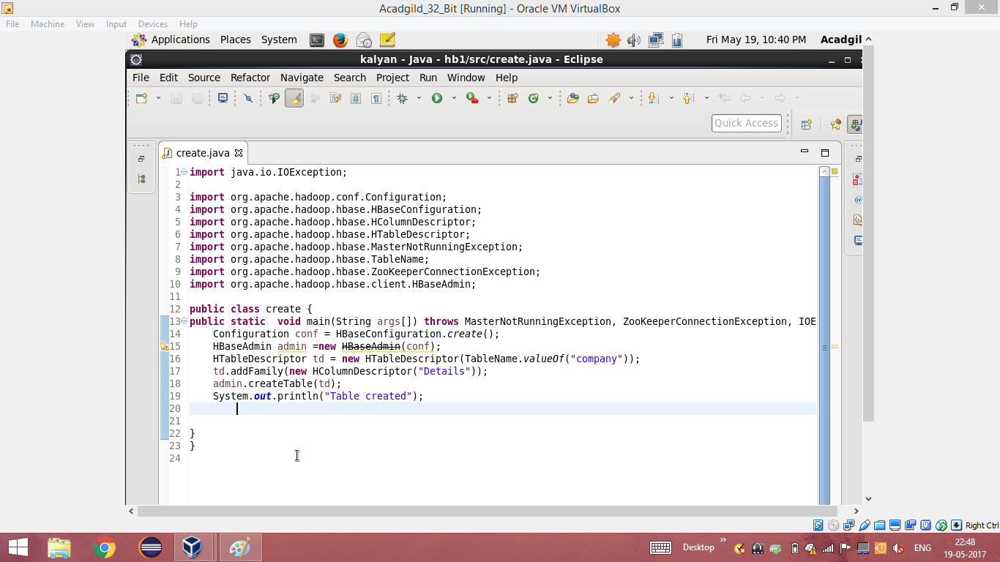 Acadgild_32_Bit [Running] - Oracle VM VirtualBox
File Machine View Input Devices Help
Applications Places System Fri May 19, 10:40 PM Acadgil
kalyan - Java - hb1/src/create.java - Eclipse
File Edit Source Refactor Navigate Search Project Run Window Help
Quick Access
create.java
1 import java.io.IOException;
2
3 import org.apache.hadoop.conf.Configuration;
4 import org.apache.hadoop.hbase.HBaseConfiguration;
5 import org.apache.hadoop.hbase.HColumnDescriptor;
6 import org.apache.hadoop.hbase.HTableDescriptor;
7 import org.apache.hadoop.hbase.MasterNotRunningException;
8 import org.apache.hadoop.hbase.TableName;
9 import org.apache.hadoop.hbase.ZooKeeperConnectionException;
10 import org.apache.hadoop.hbase.client.HBaseAdmin;
11
12 public class create {
13 public static  void main(String args[]) throws MasterNotRunningException, ZooKeeperConnectionException, IOE
14     Configuration conf = HBaseConfiguration.create();
15     HBaseAdmin admin =new HBaseAdmin(conf);
16     HTableDescriptor td = new HTableDescriptor(TableName.valueOf("company"));
17     td.addFamily(new HColumnDescriptor("Details"));
18     admin.createTable(td);
19     System.out.println("Table created");
20
21
22 }
23 }
24
Right Ctrl
Desktop » ENG 22:48
19-05-2017